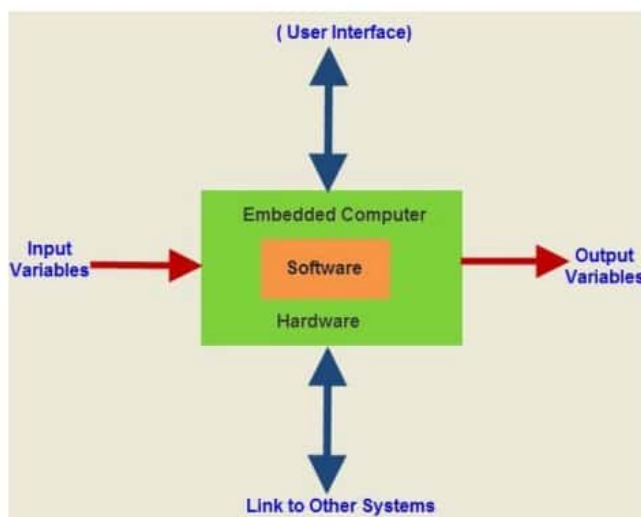 ( User Interface)
Embedded Computer
Input
Variables
Software
Output
Variables
Hardware
Link to Other Systems